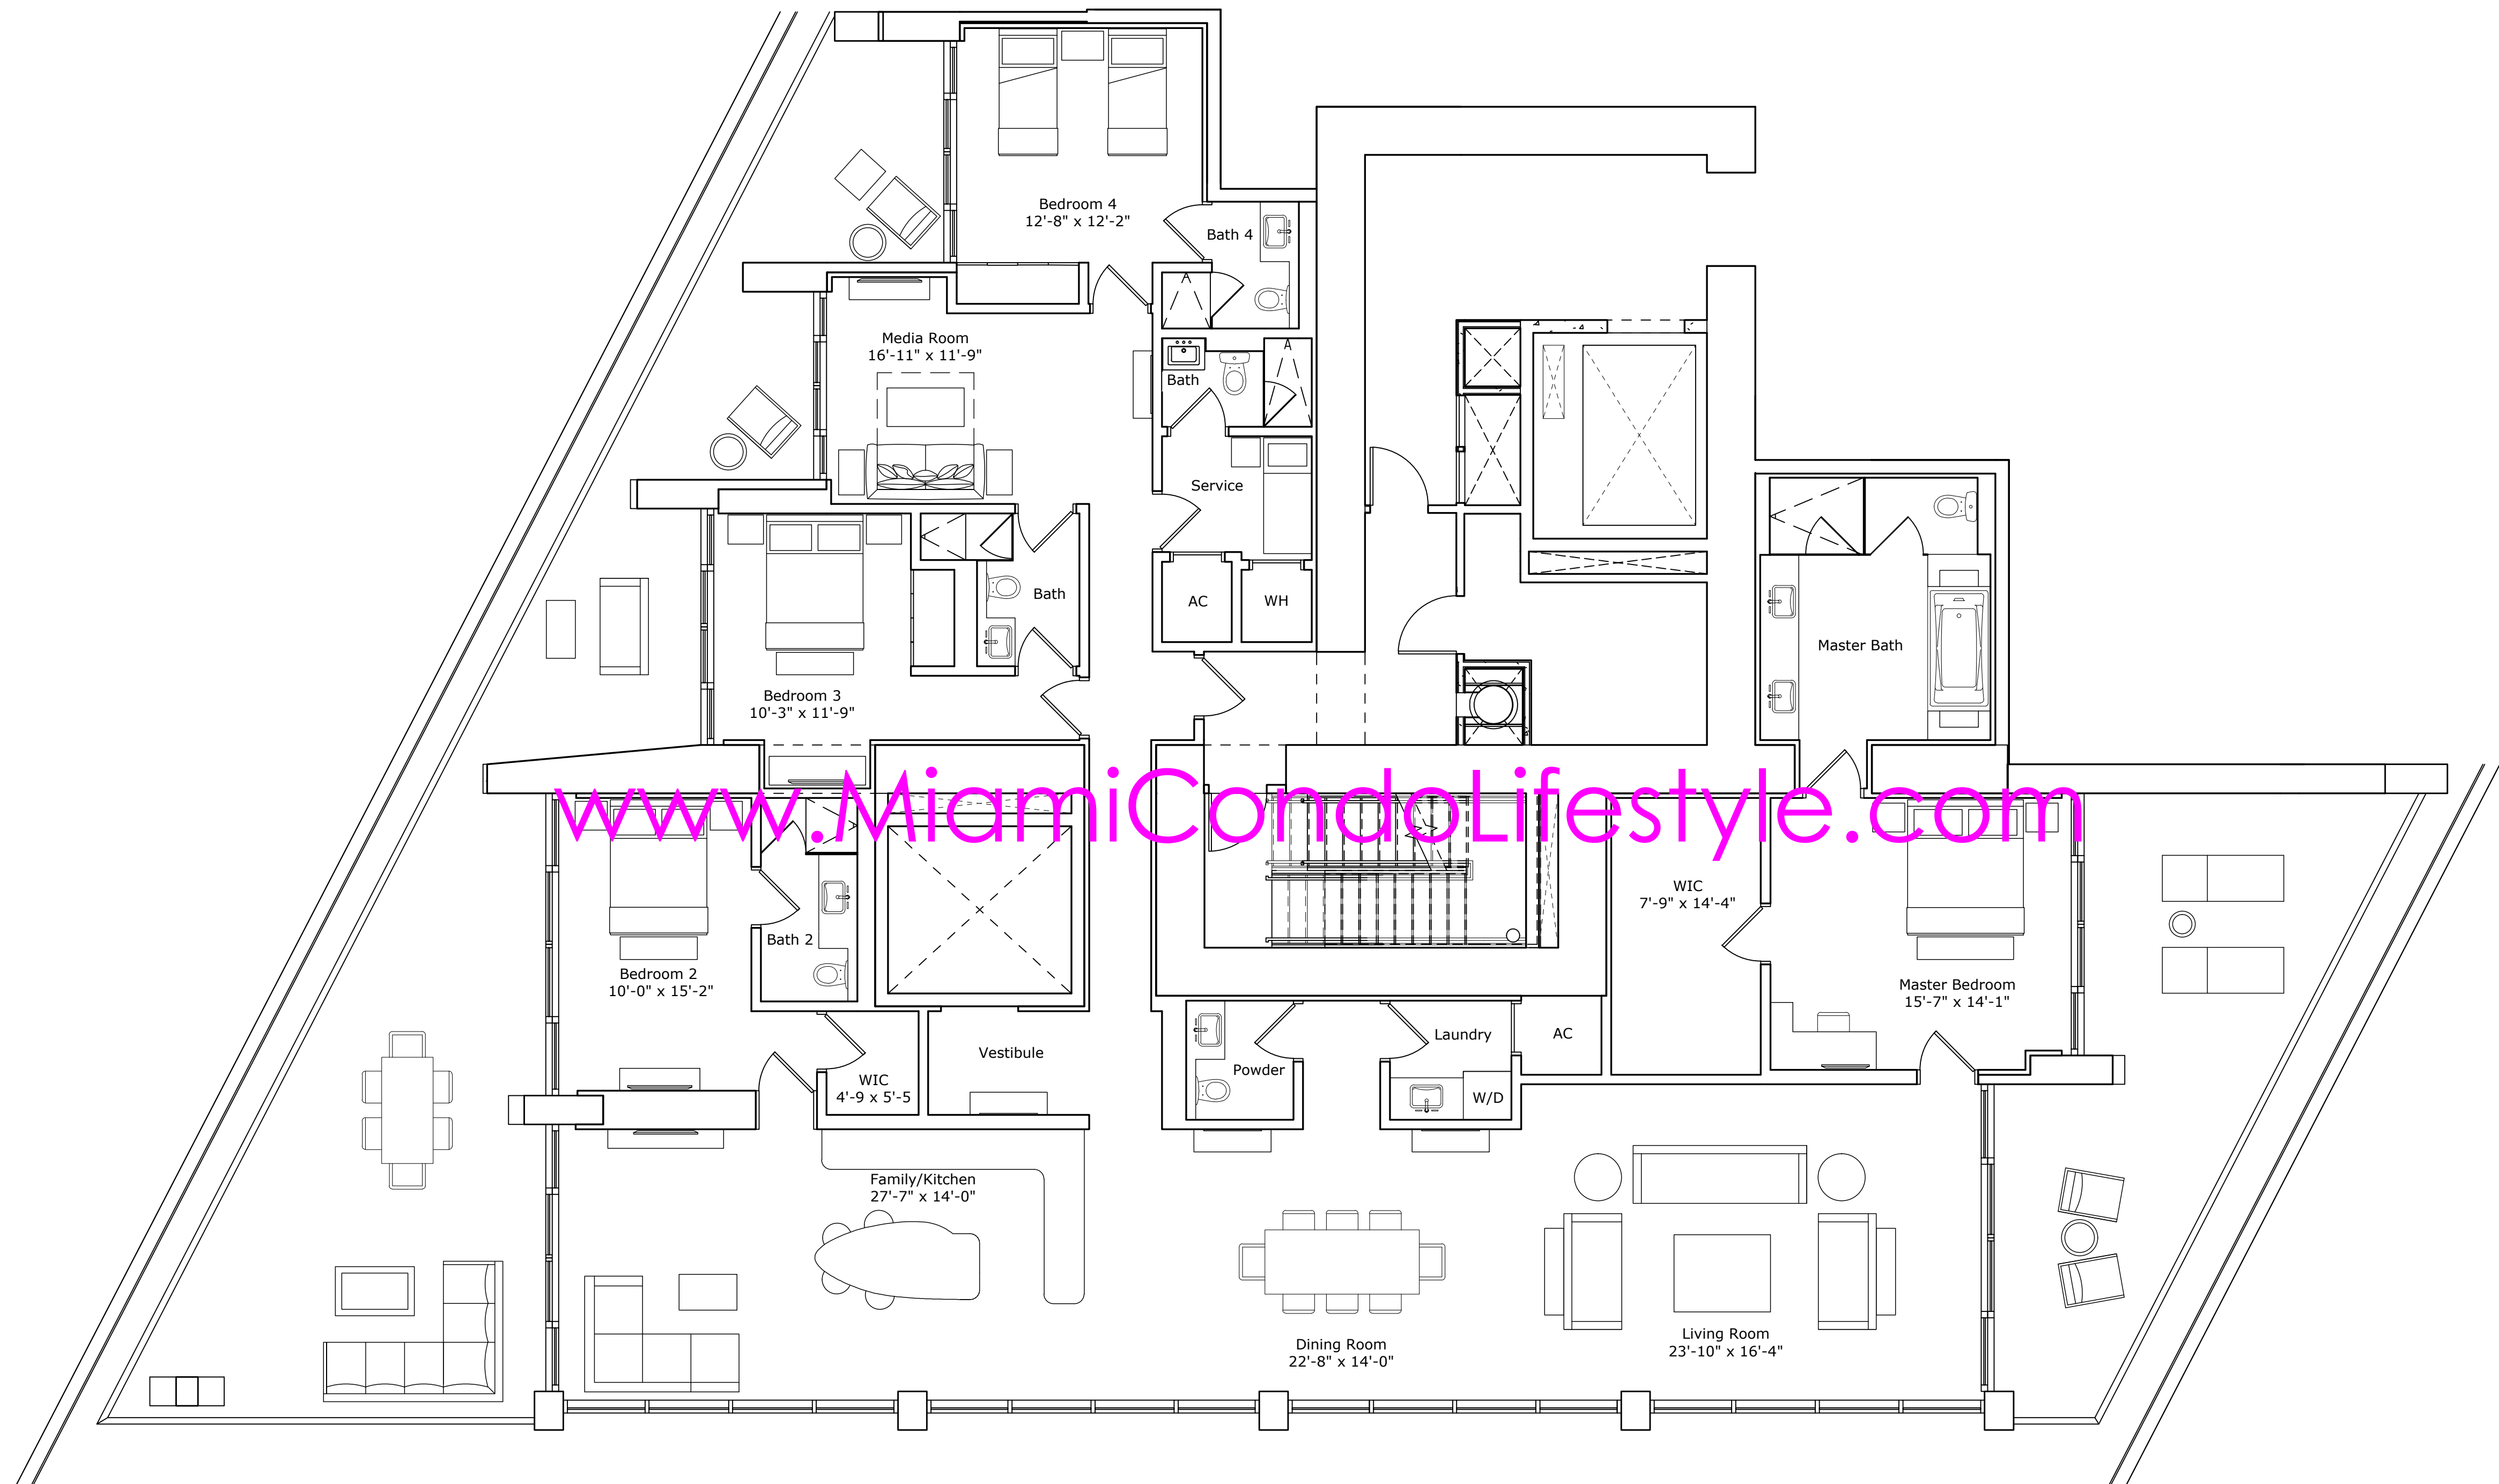 Bedroom 4
12'-8" x 12'-2"
Bath 4
Media Room
16'-11" x 11'-9"
Bath
Service
Bath
AC
WH
Master Bath
Bedroom 3
10'-3" x 11'-9"
www.MiamiCondoLifestyle.com
WIC
7'-9" x 14'-4"
Bath 2
Bedroom 2
10'-0" x 15'-2"
Master Bedroom
15'-7" x 14'-1"
Vestibule
Laundry
AC
Powder
WIC
4'-9 x 5'-5
W/D
Family/Kitchen
27'-7" x 14'-0"
Dining Room
22'-8" x 14'-0"
Living Room
23'-10" x 16'-4"